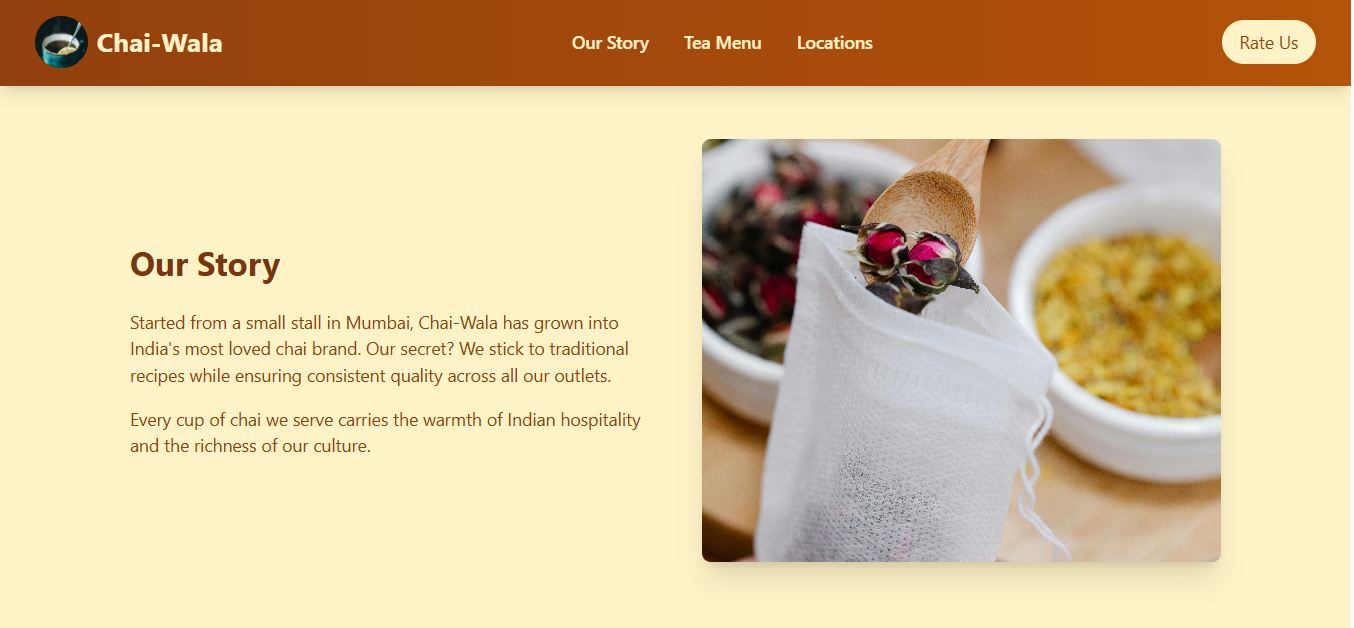 Chai-Wala
Our Story
Tea Menu
Locations
Rate Us
Our Story
Started from a small stall in Mumbai, Chai-Wala has grown into
India's most loved chai brand. Our secret? We stick to traditional
recipes while ensuring consistent quality across all our outlets.
Every cup of chai we serve carries the warmth of Indian hospitality
and the richness of our culture.